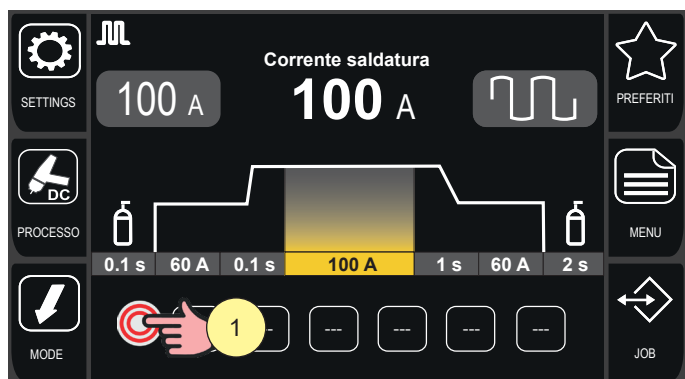 SETTINGS
Corrente saldatura
100 A
100 A
PREFERITI
DC
PROCESSO
MENU
0.1 s 60 A 0.1 s 100 A 1 s 60 A 2 s
1
--- --- --- ---
MODE
JOB